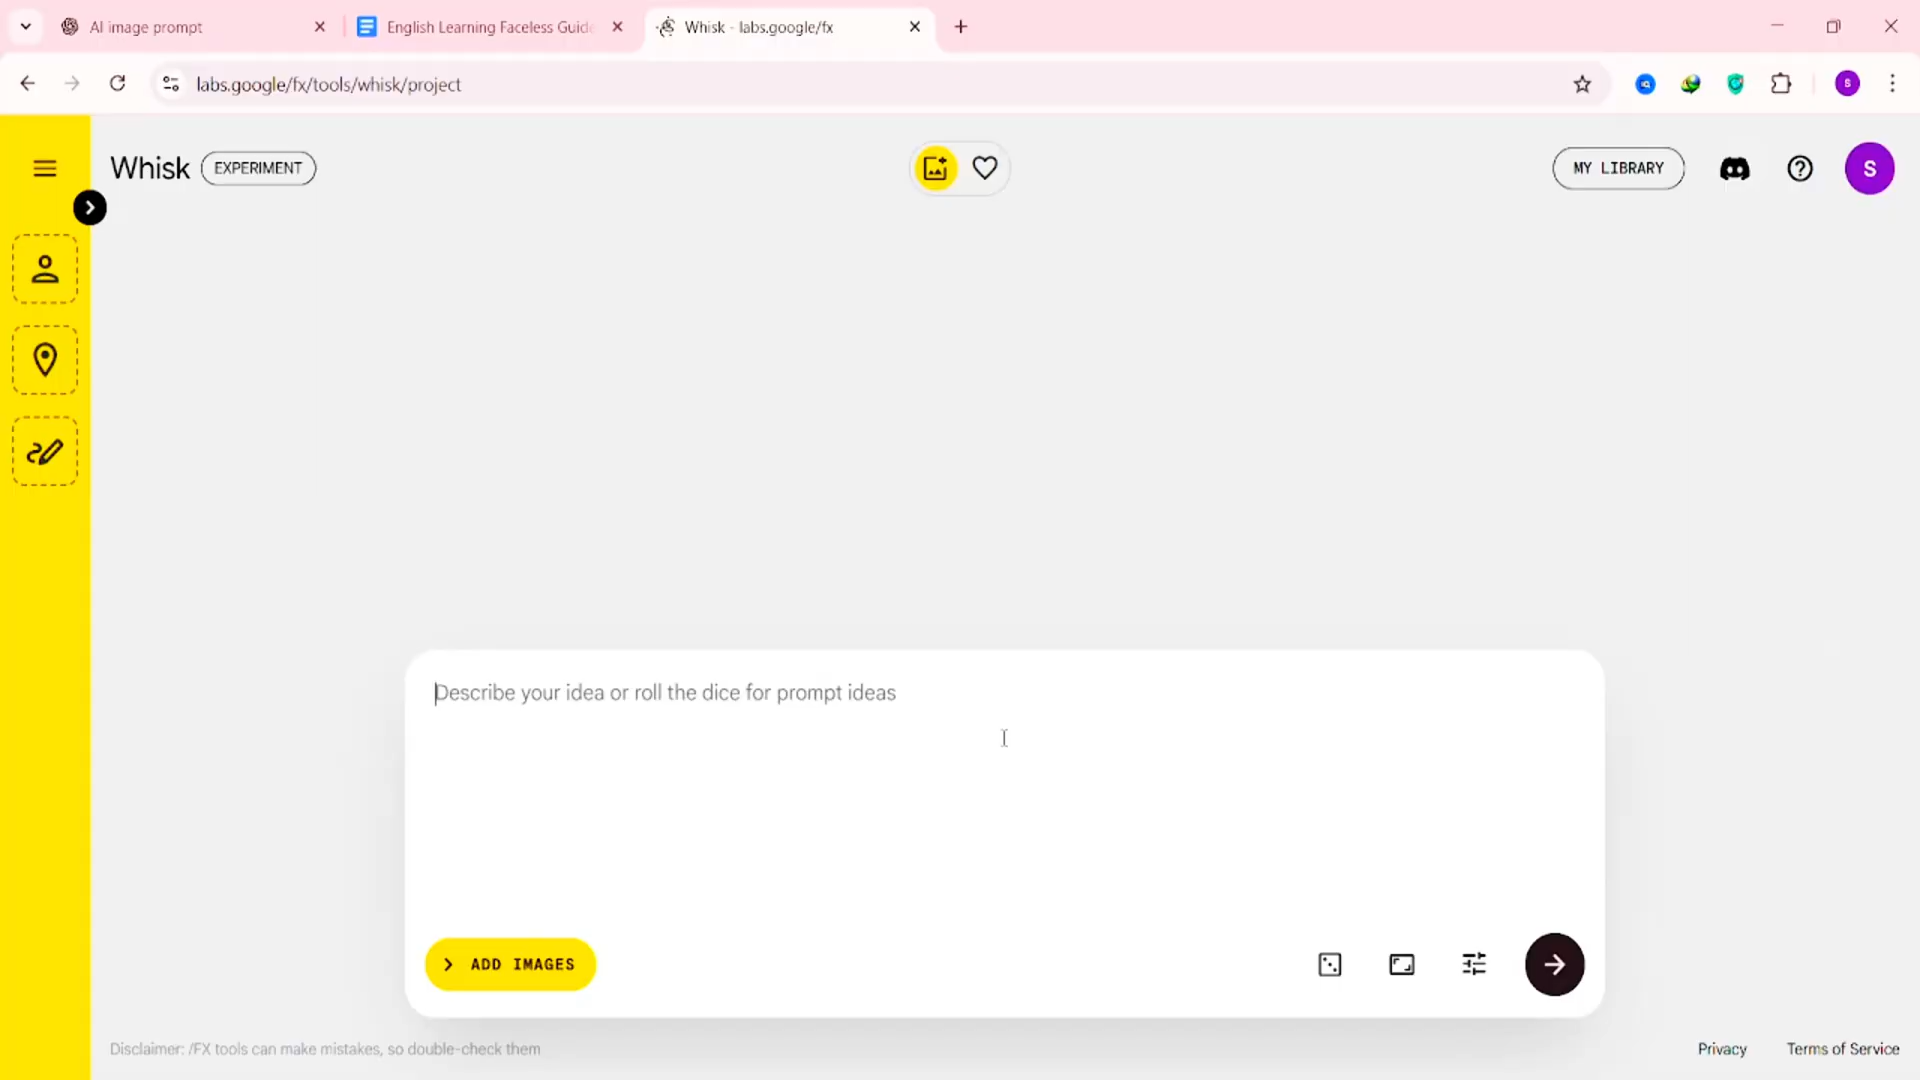 AI image prompt
English Learning Faceless Guide
Whisk - labs.google/fx
labs.google/fx/tools/whisk/project
S
Whisk
EXPERIMENT
MY LIBRARY
S
Describe your idea or roll the dice for prompt ideas
ADD IMAGES
Disclaimer: /FX tools can make mistakes, so double-check them
Privacy
Terms of Service